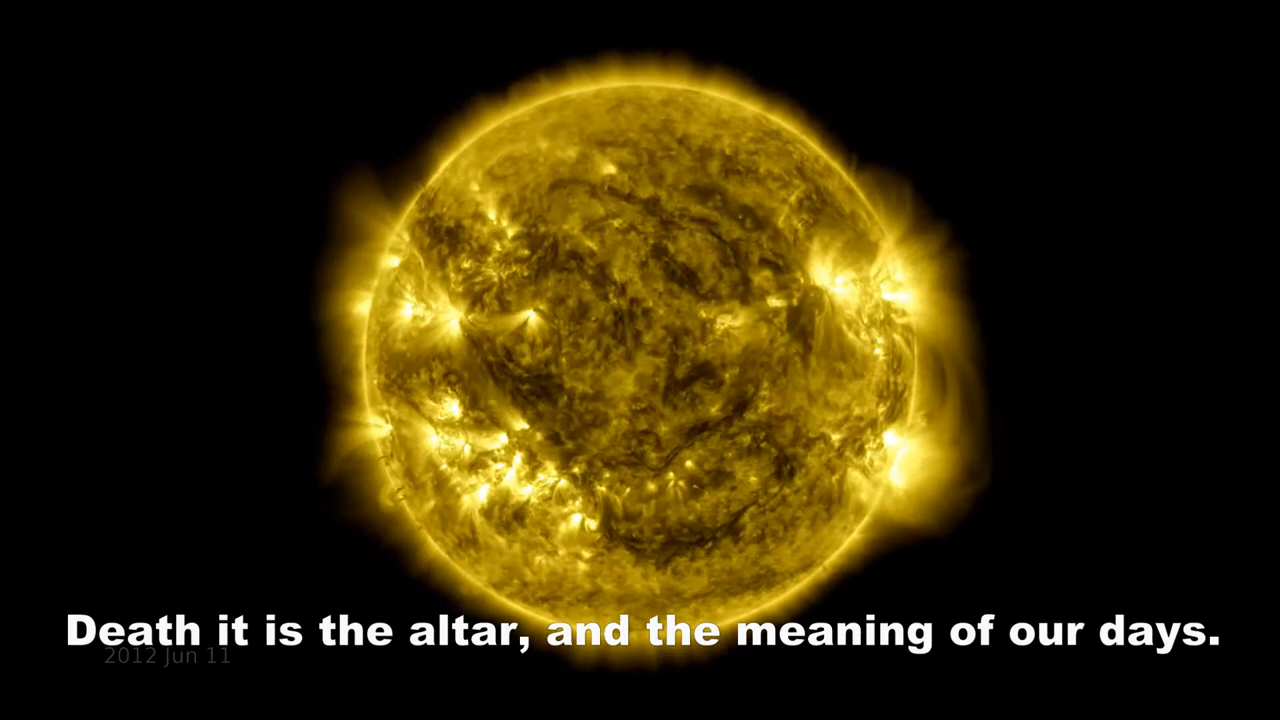 Death it is the altar, and the meaning of our days.
2012 Jun 11